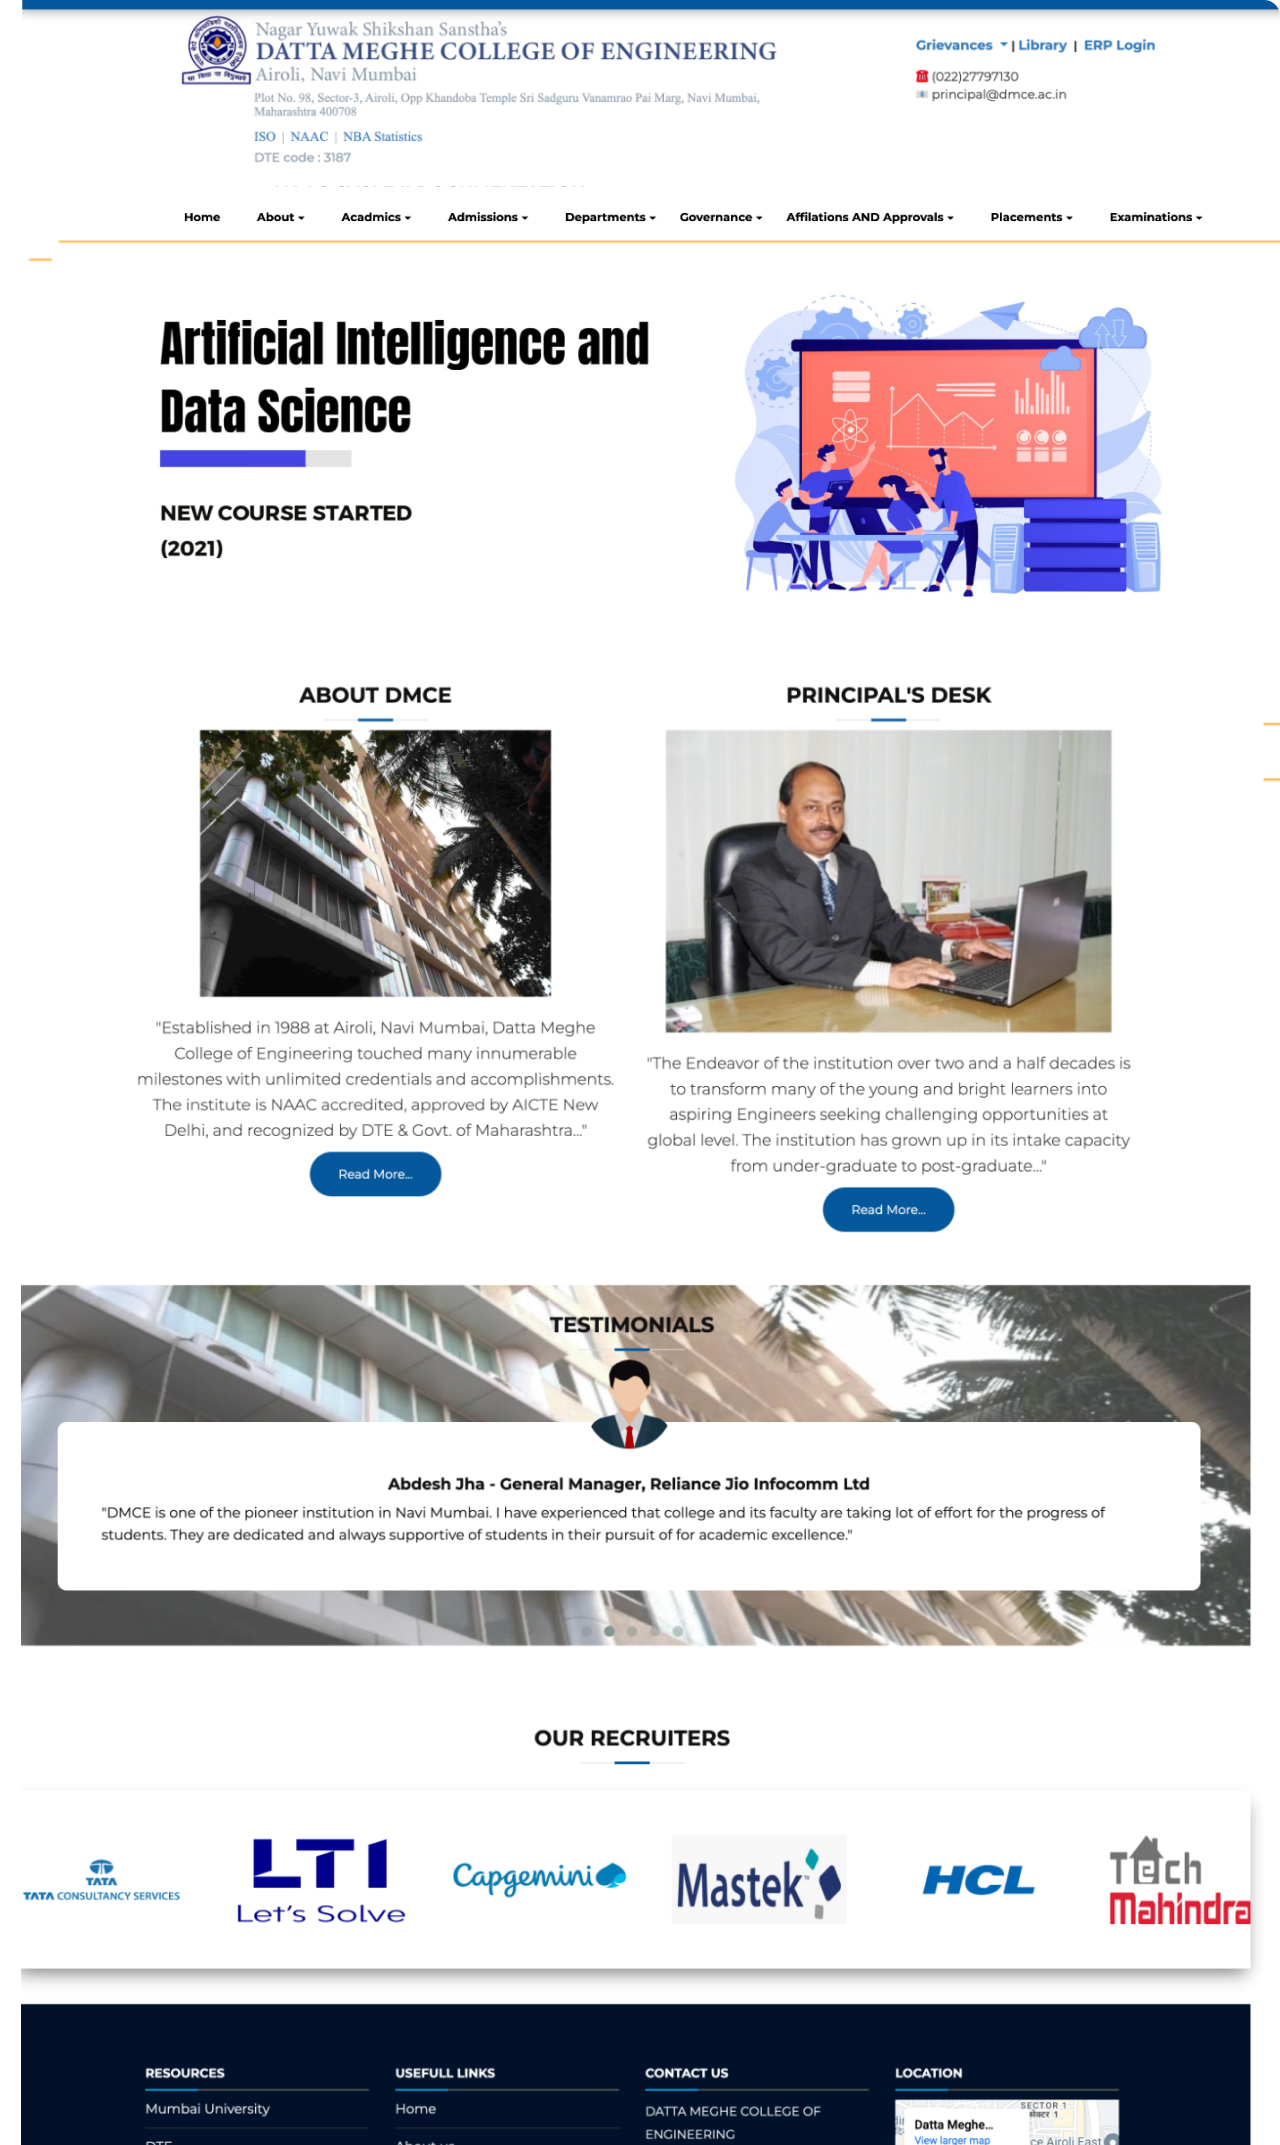 Nagar Yuwak Shikshan Sanstha's
DATTA MEGHE COLLEGE OF ENGINEERING
Airoli, Navi Mumbai
Plot No. 98, Sector-3, Airoli, Opp Khandoba Temple Sri Sadguru Vanamrao Pai Marg, Navi Mumbai,
Maharashtra 400708
ISO | NAAC | NBA Statistics
DTE code : 3187
Grievances | Library | ERP Login
(022)27797130
principal@dmce.ac.in
Home About Acadmics Admissions Departments Governance Affilations AND Approvals Placements Examinations
Artificial Intelligence and
Data Science
NEW COURSE STARTED
(2021)
ABOUT DMCE
"Established in 1988 at Airoli, Navi Mumbai, Datta Meghe
College of Engineering touched many innumerable
milestones with unlimited credentials and accomplishments.
The institute is NAAC accredited, approved by AICTE New
Delhi, and recognized by DTE & Govt. of Maharashtra..."
Read More...
PRINCIPAL'S DESK
"The Endeavor of the institution over two and a half decades is
to transform many of the young and bright learners into
aspiring Engineers seeking challenging opportunities at
global level. The institution has grown up in its intake capacity
from under-graduate to post-graduate..."
Read More...
TESTIMONIALS
Abdesh Jha - General Manager, Reliance Jio Infocomm Ltd
"DMCE is one of the pioneer institution in Navi Mumbai. I have experienced that college and its faculty are taking lot of effort for the progress of
students. They are dedicated and always supportive of students in their pursuit of for academic excellence."
OUR RECRUITERS
TATA
TATA CONSULTANCY SERVICES
LTI
Let's Solve
Capgemini
Mastek™
HCL
Tech
Mahindra
RESOURCES
Mumbai University
USEFULL LINKS
Home
CONTACT US
DATTA MEGHE COLLEGE OF
ENGINEERING
LOCATION
SECTOR 1
सेक्टर 1
Datta Meghe...
View larger map
ce Airoli East